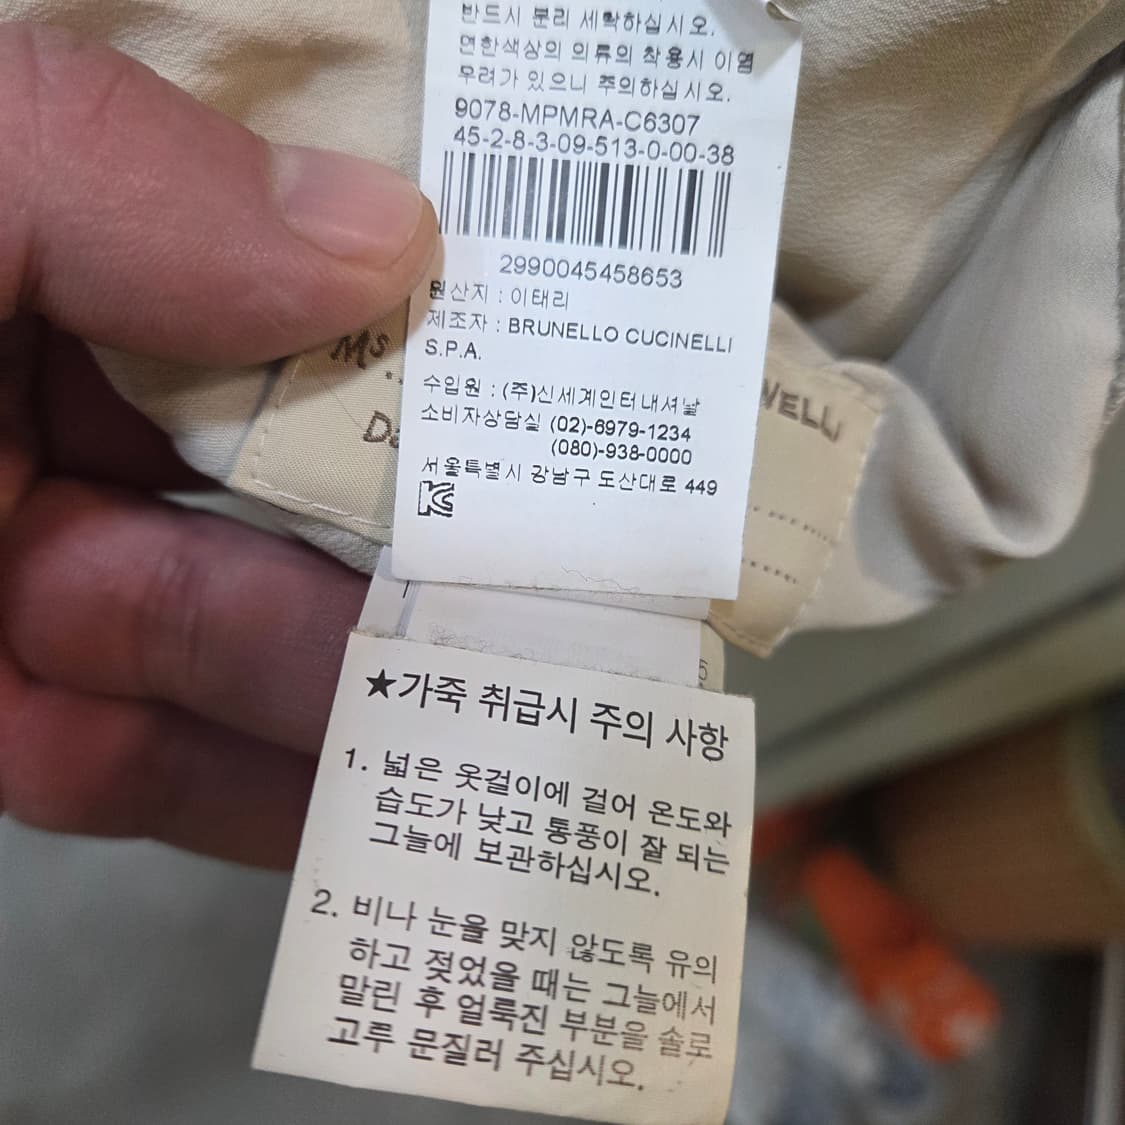 반드시 분리 세탁하십시오.
면한색상의 의류의 착용시 이염
우려가 있으니 주의하십시오.
9078-MPMRA-C6307
45-2-8-3-09-513-0-00-38
2990045458653
원산지 : 이태리
제조자 : BRUNELLO CUCINELLI
S.P.A.
수입원 : (주)신세계인터내셔날
소비자상담실 (02)-6979-1234
(080)-938-0000
서울특별시 강남구 도산대로 449
Ms
★가죽 취급시 주의 사항
1. 넓은 옷걸이에 걸어 온도와
습도가 낮고 통풍이 잘 되는
그늘에 보관하십시오.
2. 비나 눈을 맞지 않도록 유의
하고 젖었을 때는 그늘에서
말린 후 얼룩진 부분을 솔로
고루 문질러 주십시오.